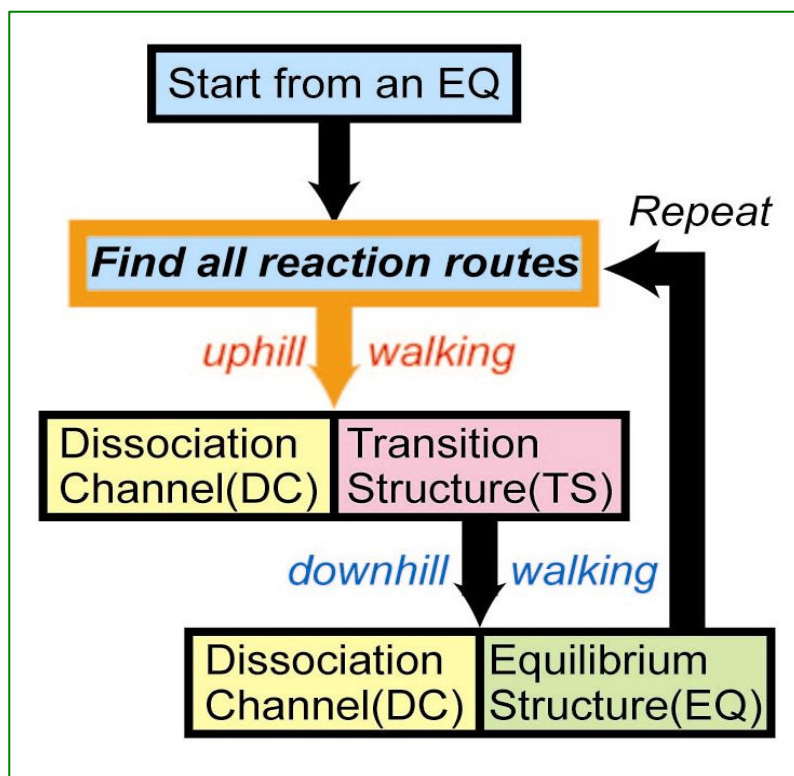 Start from an EQ
Repeat
Find all reaction routes
uphill walking
Dissociation
Channel(DC)
Transition
Structure(TS)
downhill walking
Dissociation
Channel(DC)
Equilibrium
Structure(EQ)